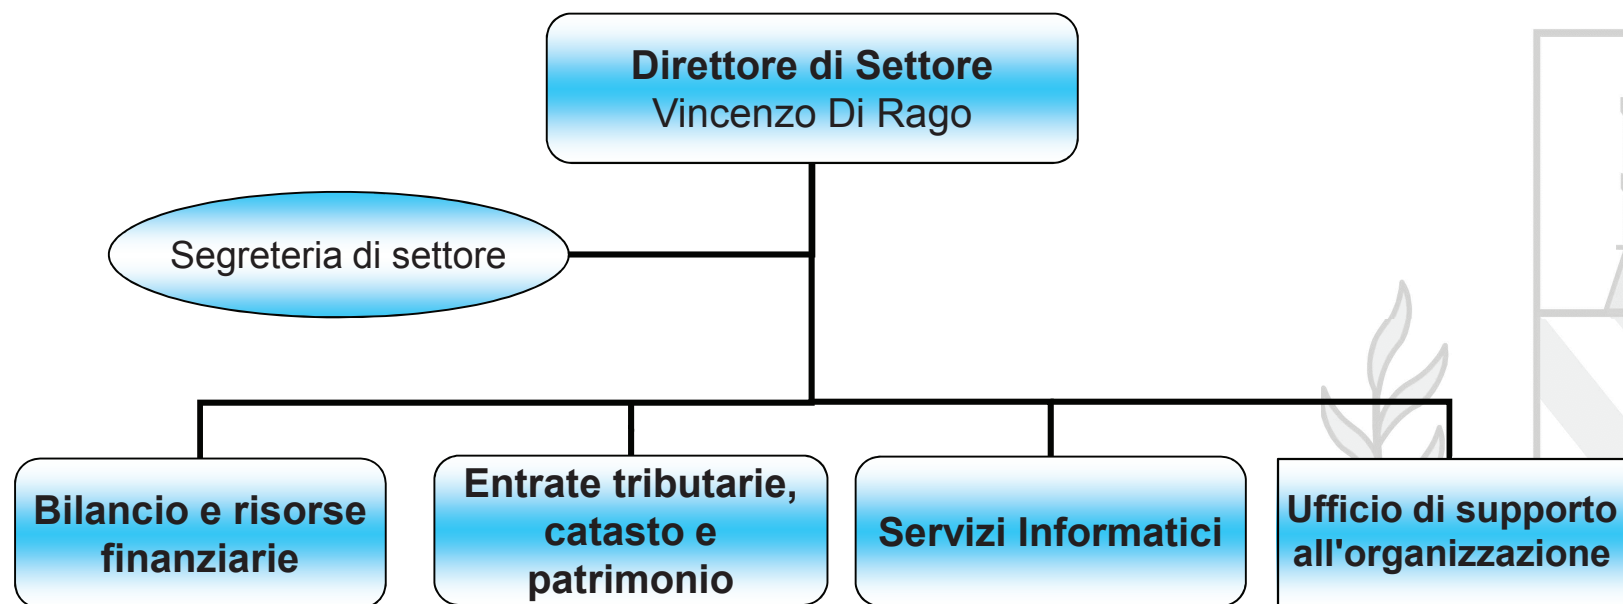 Direttore di Settore
Vincenzo Di Rago
Segreteria di settore
Bilancio e risorse
finanziarie
Entrate tributarie,
catasto e
patrimonio
Servizi Informatici
Ufficio di supporto
all'organizzazione